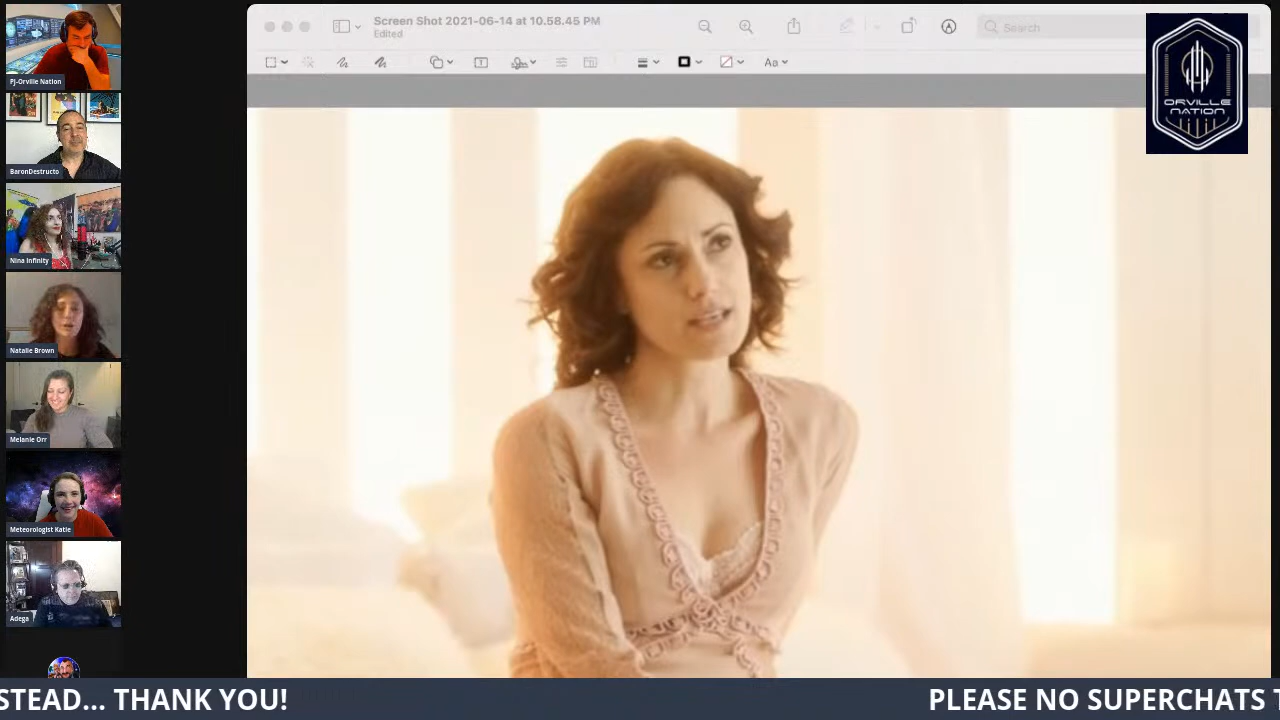 Screen Shot 2021-06-14 at 10.58.45 PM
Edited
Search
Aa
ORVILLE
NATION
PJ-Orville Nation
BaronDestructo
Nina Infinity
Natalie Brown
Melanie Orr
Meteorologist Katie
Adega
STEAD... THANK YOU!
PLEASE NO SUPERCHATS T